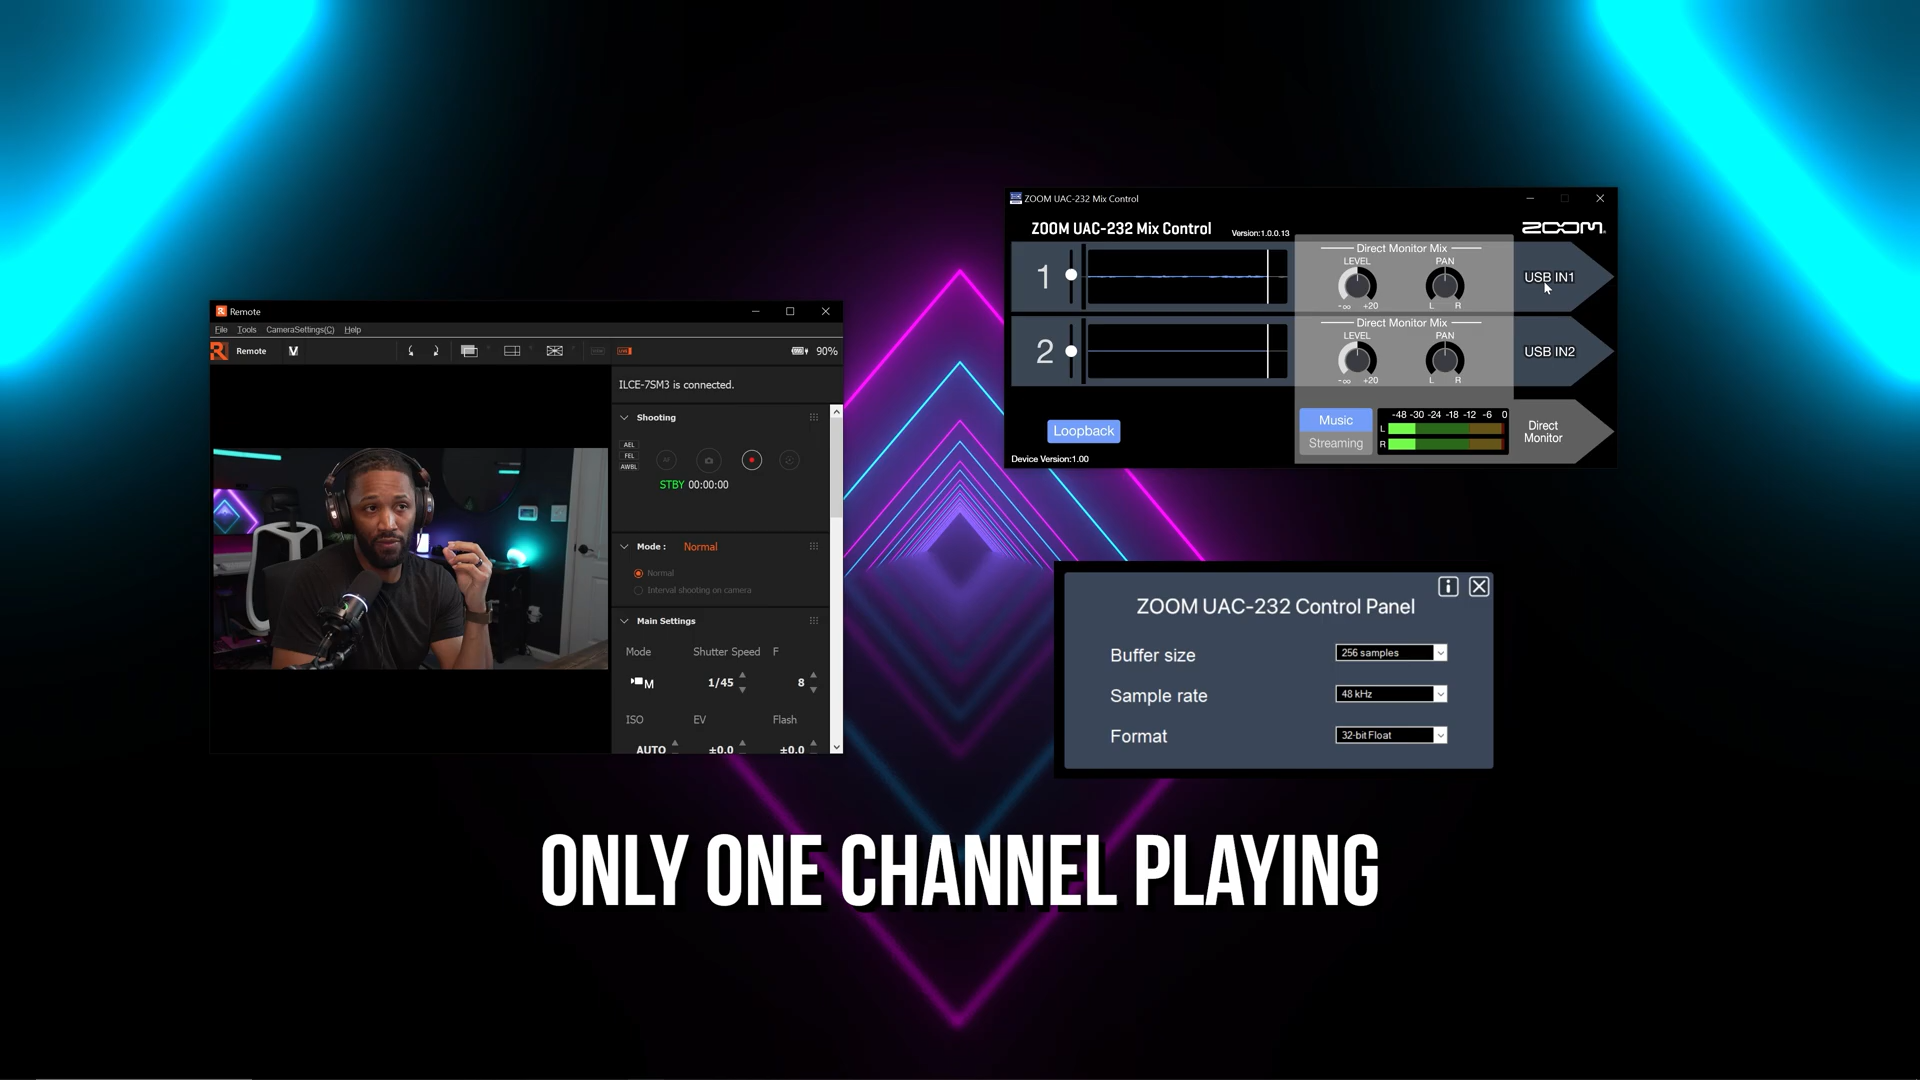 ZOOM UAC-232 Mix Control
ZOOM UAC-232 Mix Control
Version:1.0.0.13
ZOOM
1
Direct Monitor Mix
LEVEL
PAN
-∞
+20
L
R
USB IN1
2
Direct Monitor Mix
LEVEL
PAN
-∞
+20
L
R
USB IN2
Loopback
Music
Streaming
-48 -30 -24 -18 -12 -6 0
L
R
Direct
Monitor
Device Version:1.00
Remote
File Tools CameraSettings(C) Help
Remote
V
90%
ILCE-7SM3 is connected.
Shooting
AEL
FEL
AWBL
AF
STBY 00:00:00
Mode : Normal
Normal
Interval shooting on camera
Main Settings
Mode Shutter Speed F
M 1/45 8
ISO EV Flash
AUTO ±0.0 ±0.0
ZOOM UAC-232 Control Panel
Buffer size 256 samples
Sample rate 48 kHz
Format 32-bit Float
ONLY ONE CHANNEL PLAYING